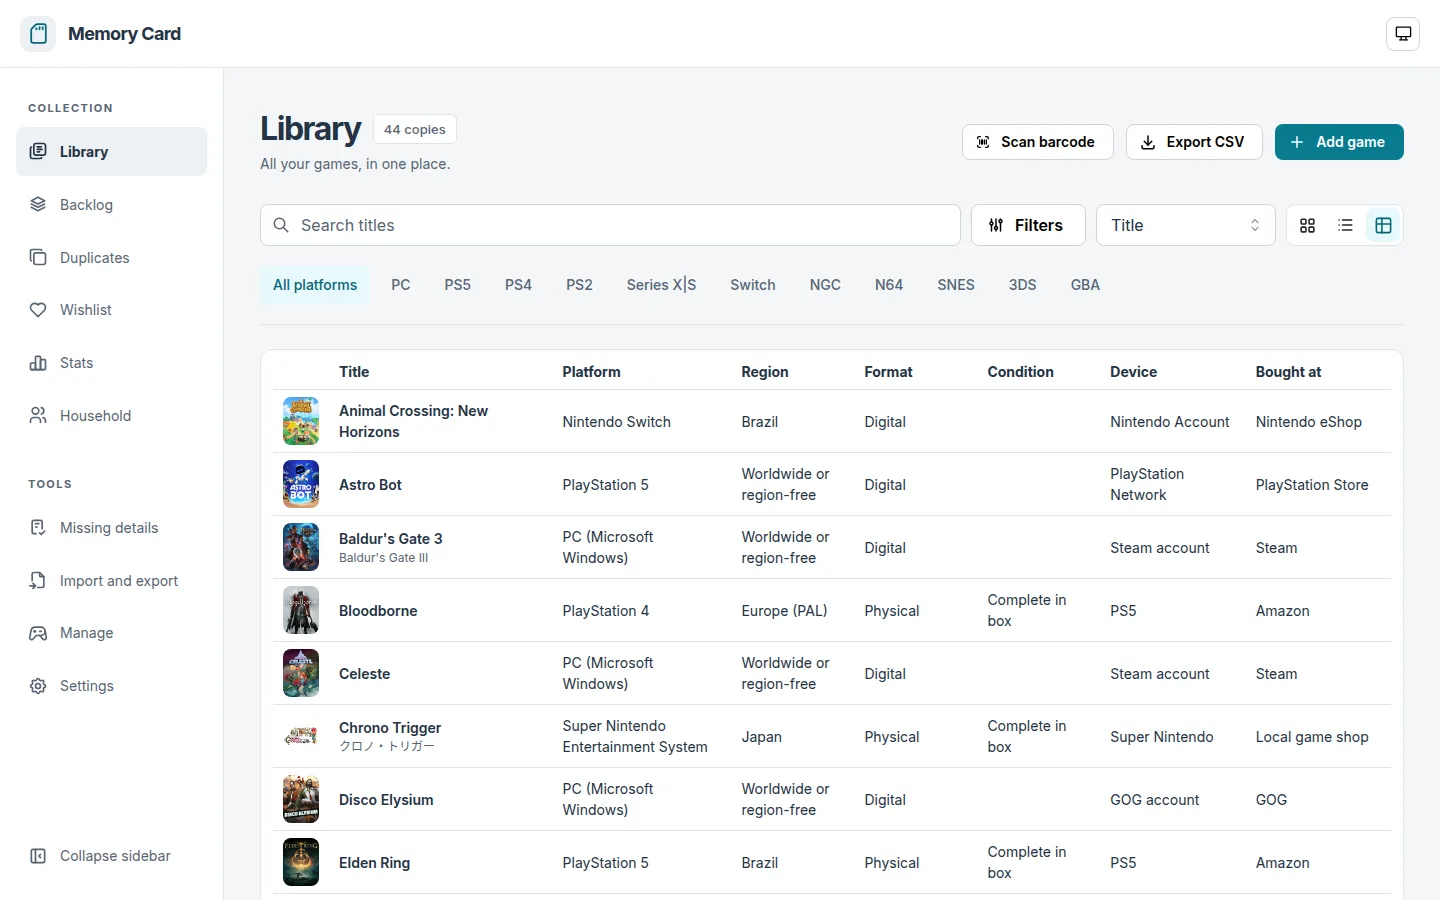 Memory Card
COLLECTION
Library
Backlog
Duplicates
Wishlist
Stats
Household
TOOLS
Missing details
Import and export
Manage
Settings
Collapse sidebar
Library
44 copies
All your games, in one place.
Scan barcode
Export CSV
Add game
Search titles
Filters
Title
All platforms PC PS5 PS4 PS2 Series X|S Switch NGC N64 SNES 3DS GBA
Title Platform Region Format Condition Device Bought at
Animal Crossing: New
Horizons
Nintendo Switch
Brazil
Digital
Nintendo Account
Nintendo eShop
ASTRO
BOT
Astro Bot
PlayStation 5
Worldwide or
region-free
Digital
PlayStation
Network
PlayStation Store
Baldur's Gate 3
Baldur's Gate III
PC (Microsoft
Windows)
Worldwide or
region-free
Digital
Steam account
Steam
Bloodborne
Bloodborne
PlayStation 4
Europe (PAL)
Physical
Complete in
box
PS5
Amazon
CELESTE
Celeste
PC (Microsoft
Windows)
Worldwide or
region-free
Digital
Steam account
Steam
Chrono Trigger
クロノ・トリガー
Super Nintendo
Entertainment System
Japan
Physical
Complete in
box
Super Nintendo
Local game shop
DISCO ELYSIUM
Disco Elysium
PC (Microsoft
Windows)
Worldwide or
region-free
Digital
GOG account
GOG
ELDEN RING
Elden Ring
PlayStation 5
Brazil
Physical
Complete in
box
PS5
Amazon